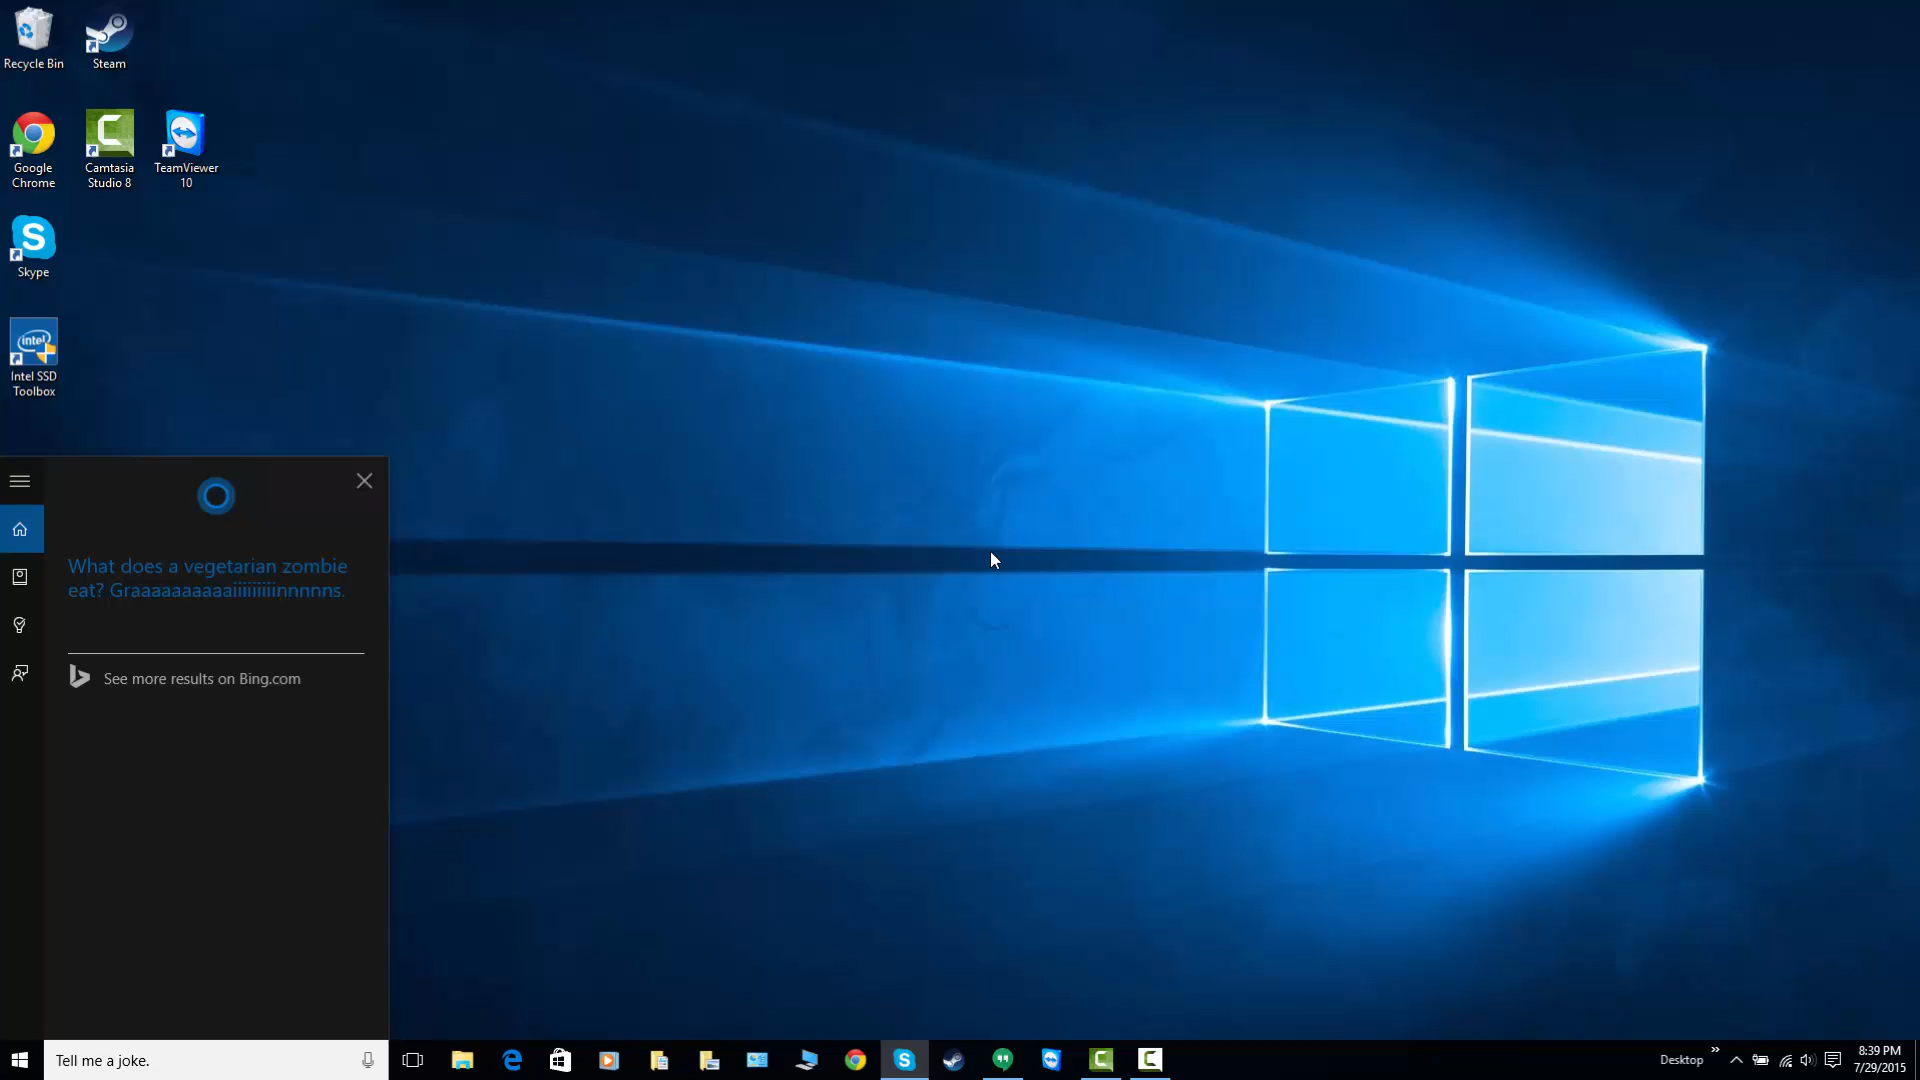 Recycle Bin
Steam
Google
Chrome
Camtasia
Studio 8
TeamViewer
10
S
Skype
intel
Intel SSD
Toolbox
What does a vegetarian zombie
eat? Graaaaaaaaaaiiiiiiiiinnnnns.
See more results on Bing.com
Tell me a joke.
Desktop
8:39 PM
7/29/2015